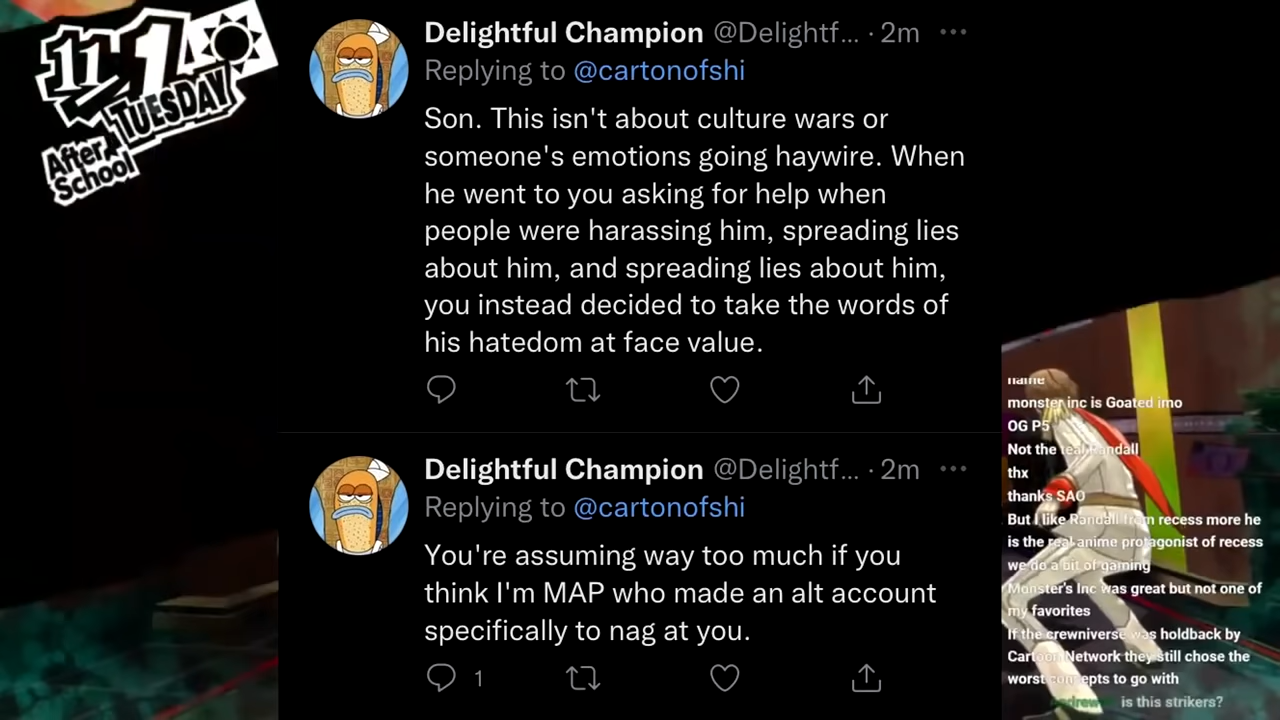 11/1
TUESDAY
After
School
Delightful Champion @Delightf... · 2m
Replying to @cartonofshi
Son. This isn't about culture wars or
someone's emotions going haywire. When
he went to you asking for help when
people were harassing him, spreading lies
about him, and spreading lies about him,
you instead decided to take the words of
his hatedom at face value.
Delightful Champion @Delightf... · 2m
Replying to @cartonofshi
You're assuming way too much if you
think I'm MAP who made an alt account
specifically to nag at you.
1
name
monster inc is Goated imo
OG P5
Not the real Randall
thx
thanks SAO
But I like Randall from recess more he
is the real anime protagonist of recess
we do a bit of gaming
Monster's Inc was great but not one of
my favorites
If the crewniverse was holdback by
Cartoon Network they still chose the
worst concepts to go with
is this strikers?